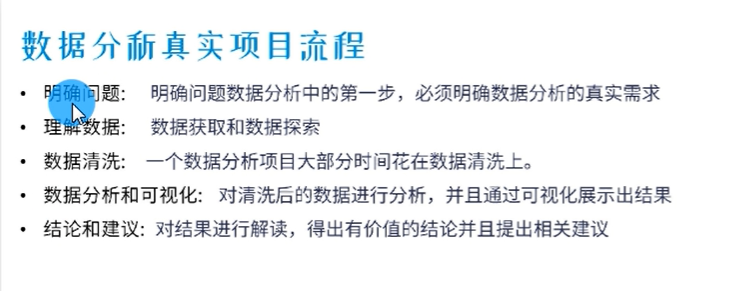 数据分析真实项目流程
• 明确问题： 明确问题数据分析中的第一步，必须明确数据分析的真实需求
• 理解数据： 数据获取和数据探索
• 数据清洗： 一个数据分析项目大部分时间花在数据清洗上。
• 数据分析和可视化： 对清洗后的数据进行分析，并且通过可视化展示出结果
• 结论和建议：对结果进行解读，得出有价值的结论并且提出相关建议